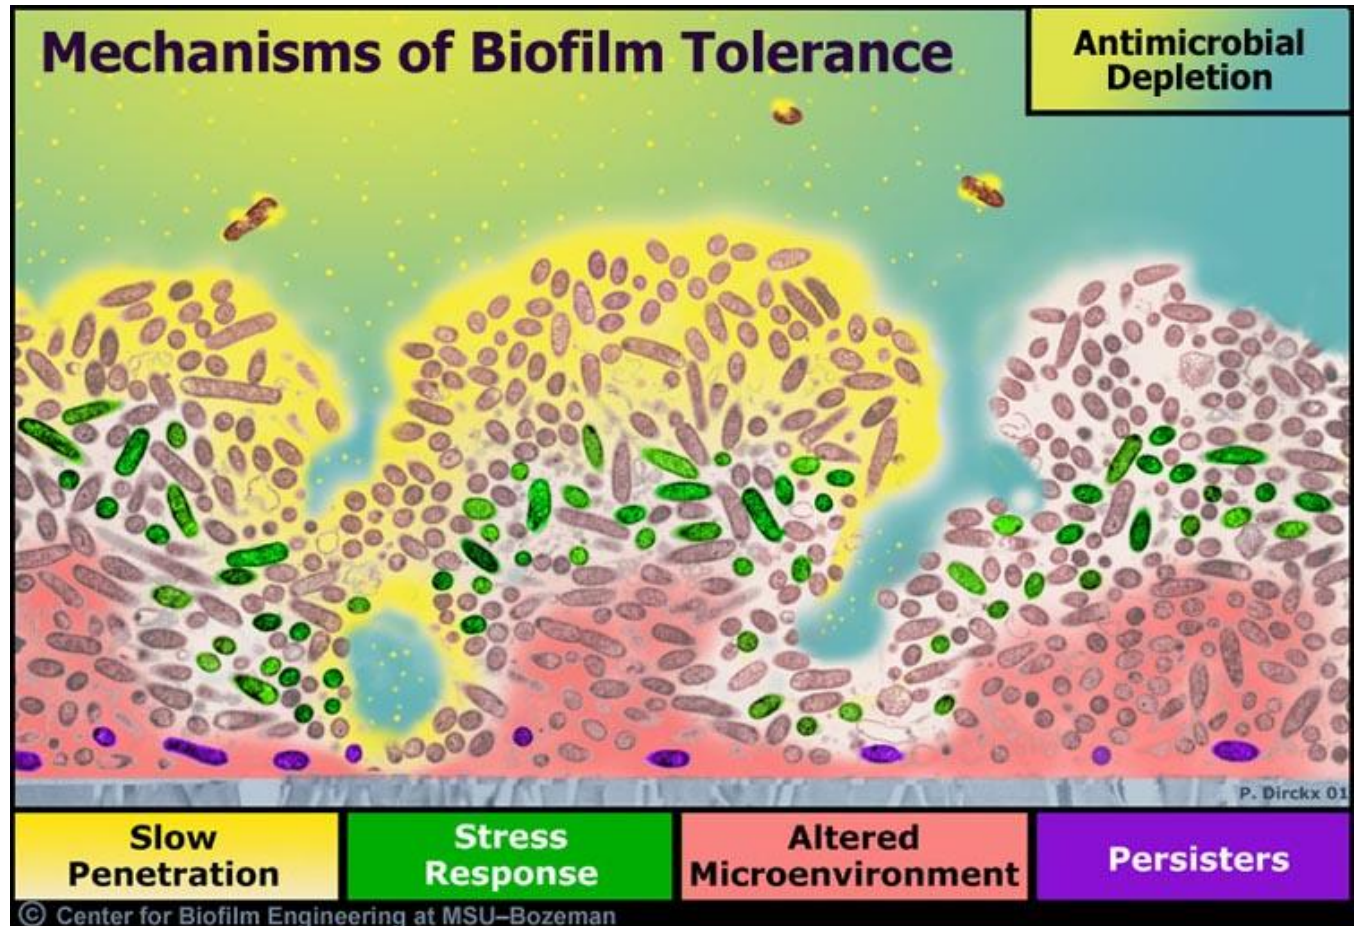 Mechanisms of Biofilm Tolerance
Antimicrobial
Depletion
P. Dirckx 01
Slow
Penetration
Stress
Response
Altered
Microenvironment
Persisters
© Center for Biofilm Engineering at MSU–Bozeman